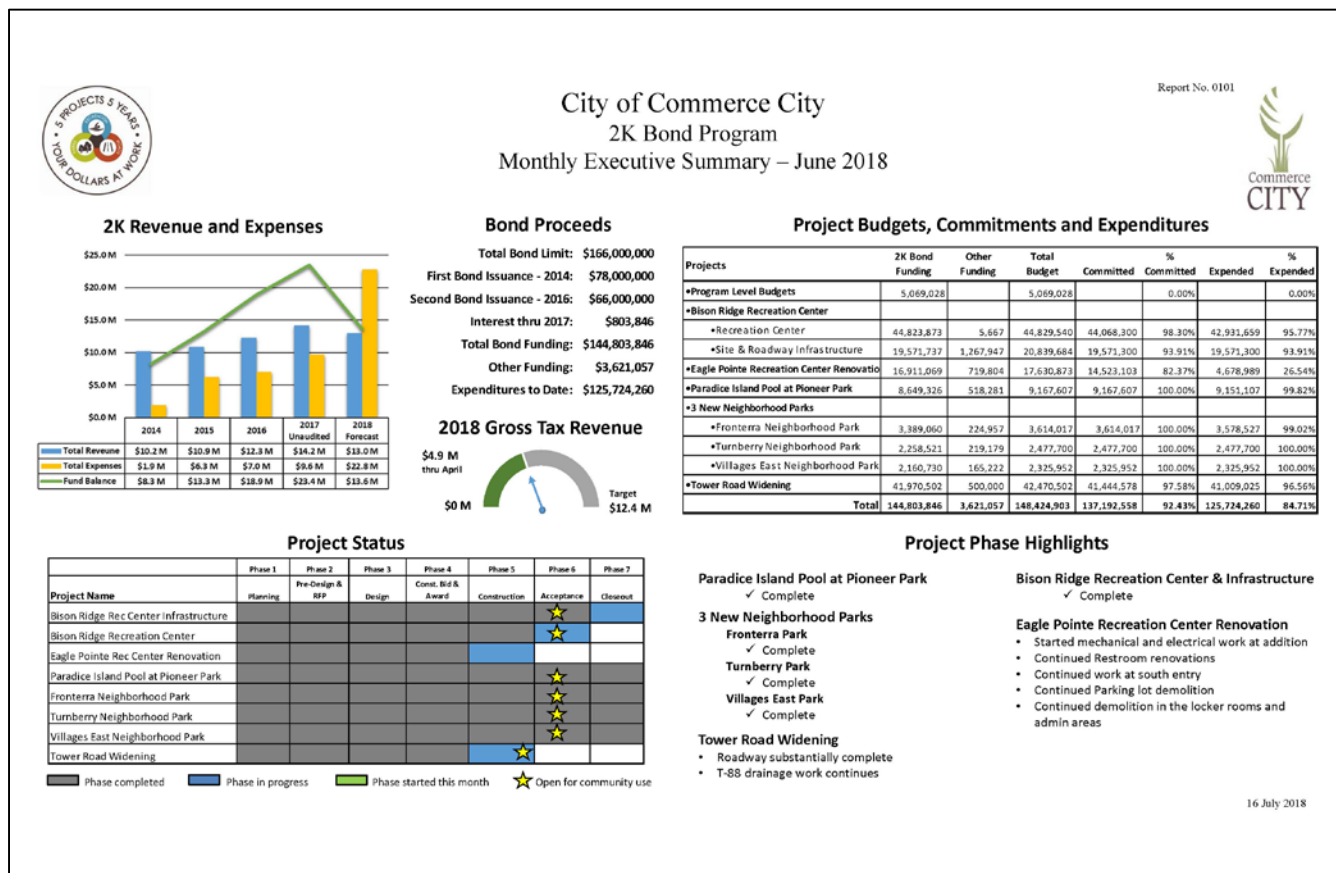 Report No. 0101
5 PROJECTS 5 YEARS
YOUR DOLLARS AT WORK
City of Commerce City
2K Bond Program
Monthly Executive Summary – June 2018
Commerce
CITY
2K Revenue and Expenses
$25.0 M
$20.0 M
$15.0 M
$10.0 M
$5.0 M
$0.0 M
2014 2015 2016 2017 Unaudited 2018 Forecast
Total Reveune $10.2 M $10.9 M $12.3 M $14.2 M $13.0 M
Total Expenses $1.9 M $6.3 M $7.0 M $9.6 M $22.8 M
Fund Balance $8.3 M $13.3 M $18.9 M $23.4 M $13.6 M
Bond Proceeds
Total Bond Limit: $166,000,000
First Bond Issuance - 2014: $78,000,000
Second Bond Issuance - 2016: $66,000,000
Interest thru 2017: $803,846
Total Bond Funding: $144,803,846
Other Funding: $3,621,057
Expenditures to Date: $125,724,260
2018 Gross Tax Revenue
$4.9 M
thru April
$0 M
Target
$12.4 M
Project Budgets, Commitments and Expenditures
Projects 2K Bond Funding Other Funding Total Budget Committed % Committed Expended % Expended
•Program Level Budgets 5,069,028 5,069,028 0.00% 0.00%
•Bison Ridge Recreation Center
•Recreation Center 44,823,873 5,667 44,829,540 44,068,300 98.30% 42,931,659 95.77%
•Site & Roadway Infrastructure 19,571,737 1,267,947 20,839,684 19,571,300 93.91% 19,571,300 93.91%
•Eagle Pointe Recreation Center Renovatio 16,911,069 719,804 17,630,873 14,523,103 82.37% 4,678,989 26.54%
•Paradice Island Pool at Pioneer Park 8,649,326 518,281 9,167,607 9,167,607 100.00% 9,151,107 99.82%
•3 New Neighborhood Parks
•Fronterra Neighborhood Park 3,389,060 224,957 3,614,017 3,614,017 100.00% 3,578,527 99.02%
•Turnberry Neighborhood Park 2,258,521 219,179 2,477,700 2,477,700 100.00% 2,477,700 100.00%
•Villages East Neighborhood Park 2,160,730 165,222 2,325,952 2,325,952 100.00% 2,325,952 100.00%
•Tower Road Widening 41,970,502 500,000 42,470,502 41,444,578 97.58% 41,009,025 96.56%
Total 144,803,846 3,621,057 148,424,903 137,192,558 92.43% 125,724,260 84.71%
Project Status
Phase 1 Phase 2 Phase 3 Phase 4 Phase 5 Phase 6 Phase 7
Project Name Planning Pre-Design & RFP Design Const. Bid & Award Construction Acceptance Closeout
Bison Ridge Rec Center Infrastructure
Bison Ridge Recreation Center
Eagle Pointe Rec Center Renovation
Paradice Island Pool at Pioneer Park
Fronterra Neighborhood Park
Turnberry Neighborhood Park
Villages East Neighborhood Park
Tower Road Widening
Phase completed Phase in progress Phase started this month Open for community use
Project Phase Highlights
Paradice Island Pool at Pioneer Park
✓ Complete
3 New Neighborhood Parks
Fronterra Park
✓ Complete
Turnberry Park
✓ Complete
Villages East Park
✓ Complete
Tower Road Widening
• Roadway substantially complete
• T-88 drainage work continues
Bison Ridge Recreation Center & Infrastructure
✓ Complete
Eagle Pointe Recreation Center Renovation
• Started mechanical and electrical work at addition
• Continued Restroom renovations
• Continued work at south entry
• Continued Parking lot demolition
• Continued demolition in the locker rooms and
admin areas
16 July 2018